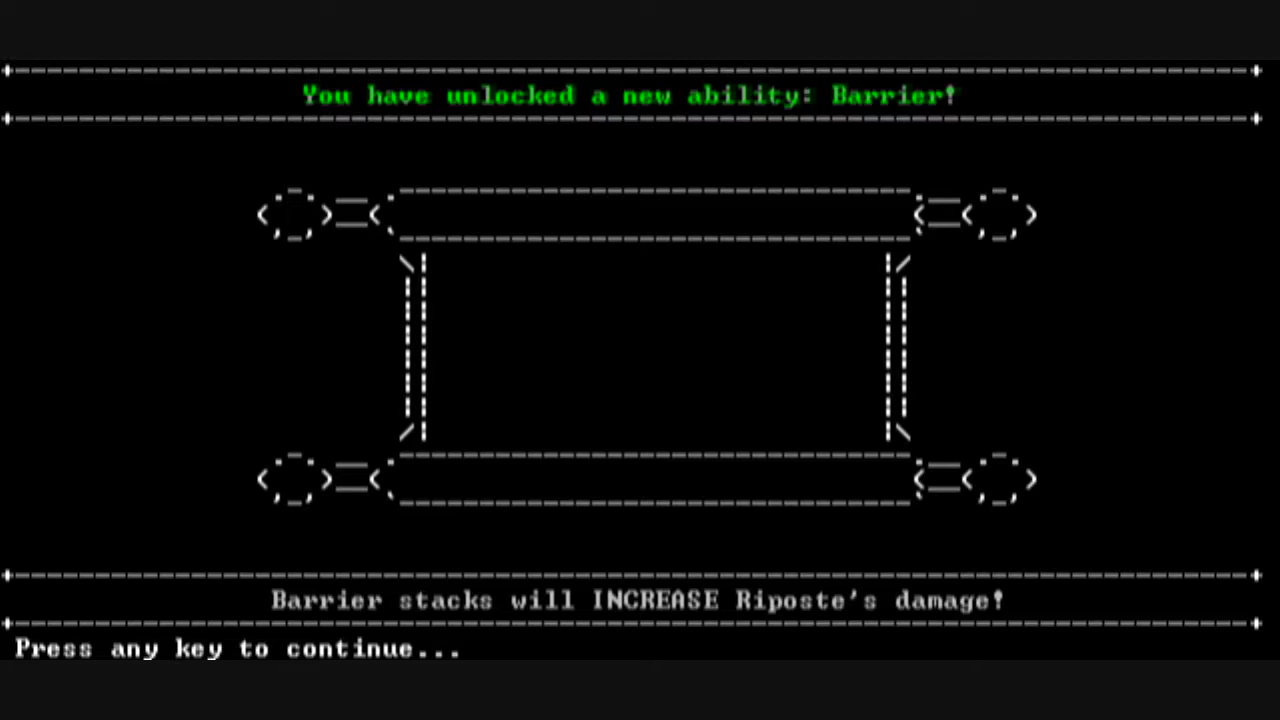 You have unlocked a new ability: Barrier!
Barrier stacks will INCREASE Riposte's damage!
Press any key to continue...